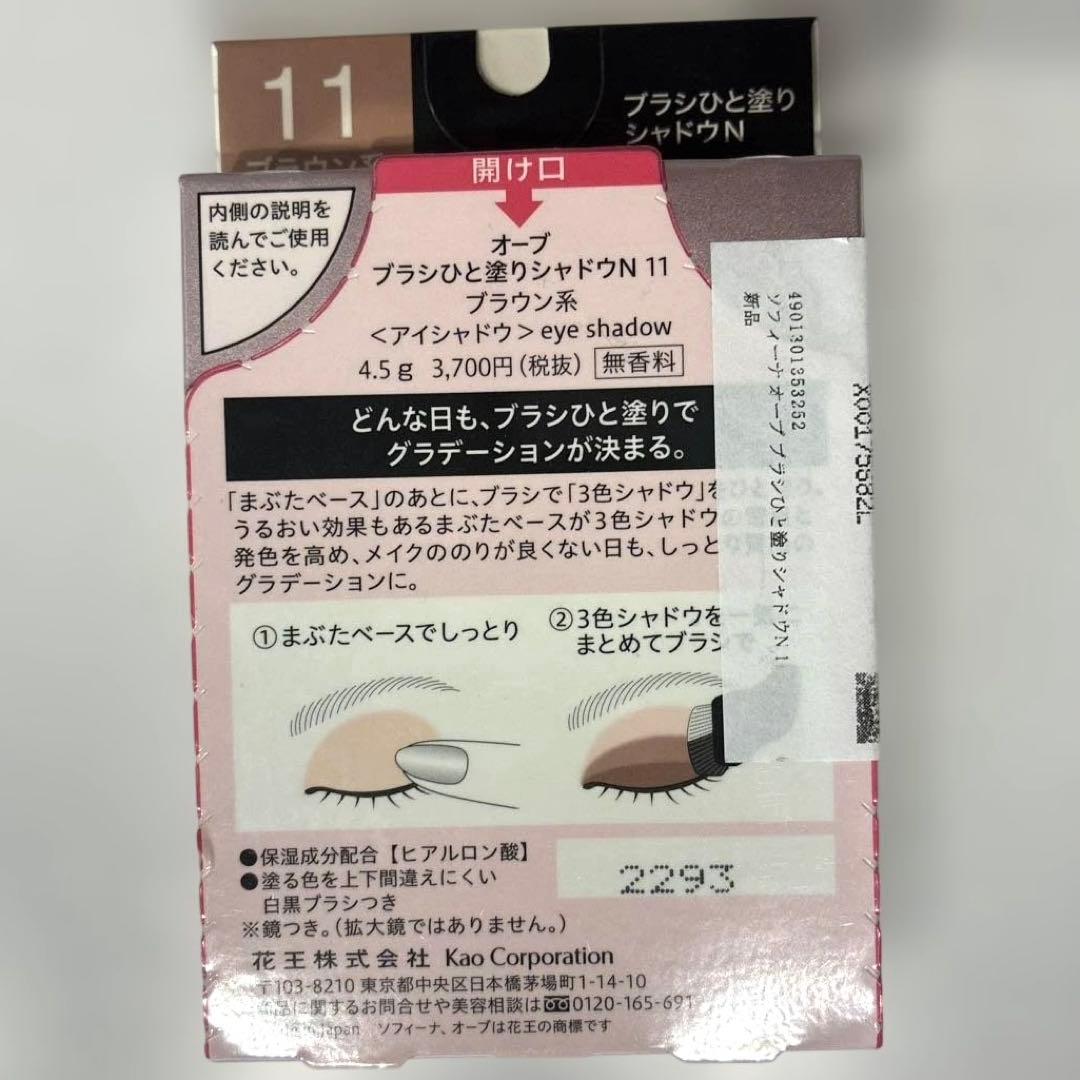 11
ブラウン系
ブラシひと塗り
シャドウN
開け口
内側の説明を
読んでご使用
ください。
オーブ
ブラシひと塗りシャドウN 11
ブラウン系
<アイシャドウ> eye shadow
4.5g 3,700円(税抜) 無香料
どんな日も、ブラシひと塗りで
グラデーションが決まる。
「まぶたベース」のあとに、ブラシで「3色シャドウ」を
うるおい効果もあるまぶたベースが3色シャドウ
発色を高め、メイクののりが良くない日も、しっと
グラデーションに。
①まぶたベースでしっとり
②3色シャドウを一
まとめてブラシで
●保湿成分配合【ヒアルロン酸】
●塗る色を上下間違えにくい
白黒ブラシつき
※鏡つき。(拡大鏡ではありません。)
2293
花王株式会社 Kao Corporation
〒103-8210 東京都中央区日本橋茅場町1-14-10
商品に関するお問合せや美容相談は 0120-165-691
in Japan ソフィーナ、オーブは花王の商標です
4901301353252
ソフィーナ オーブ ブラシひと塗りシャドウN 1
新品
X00175582L